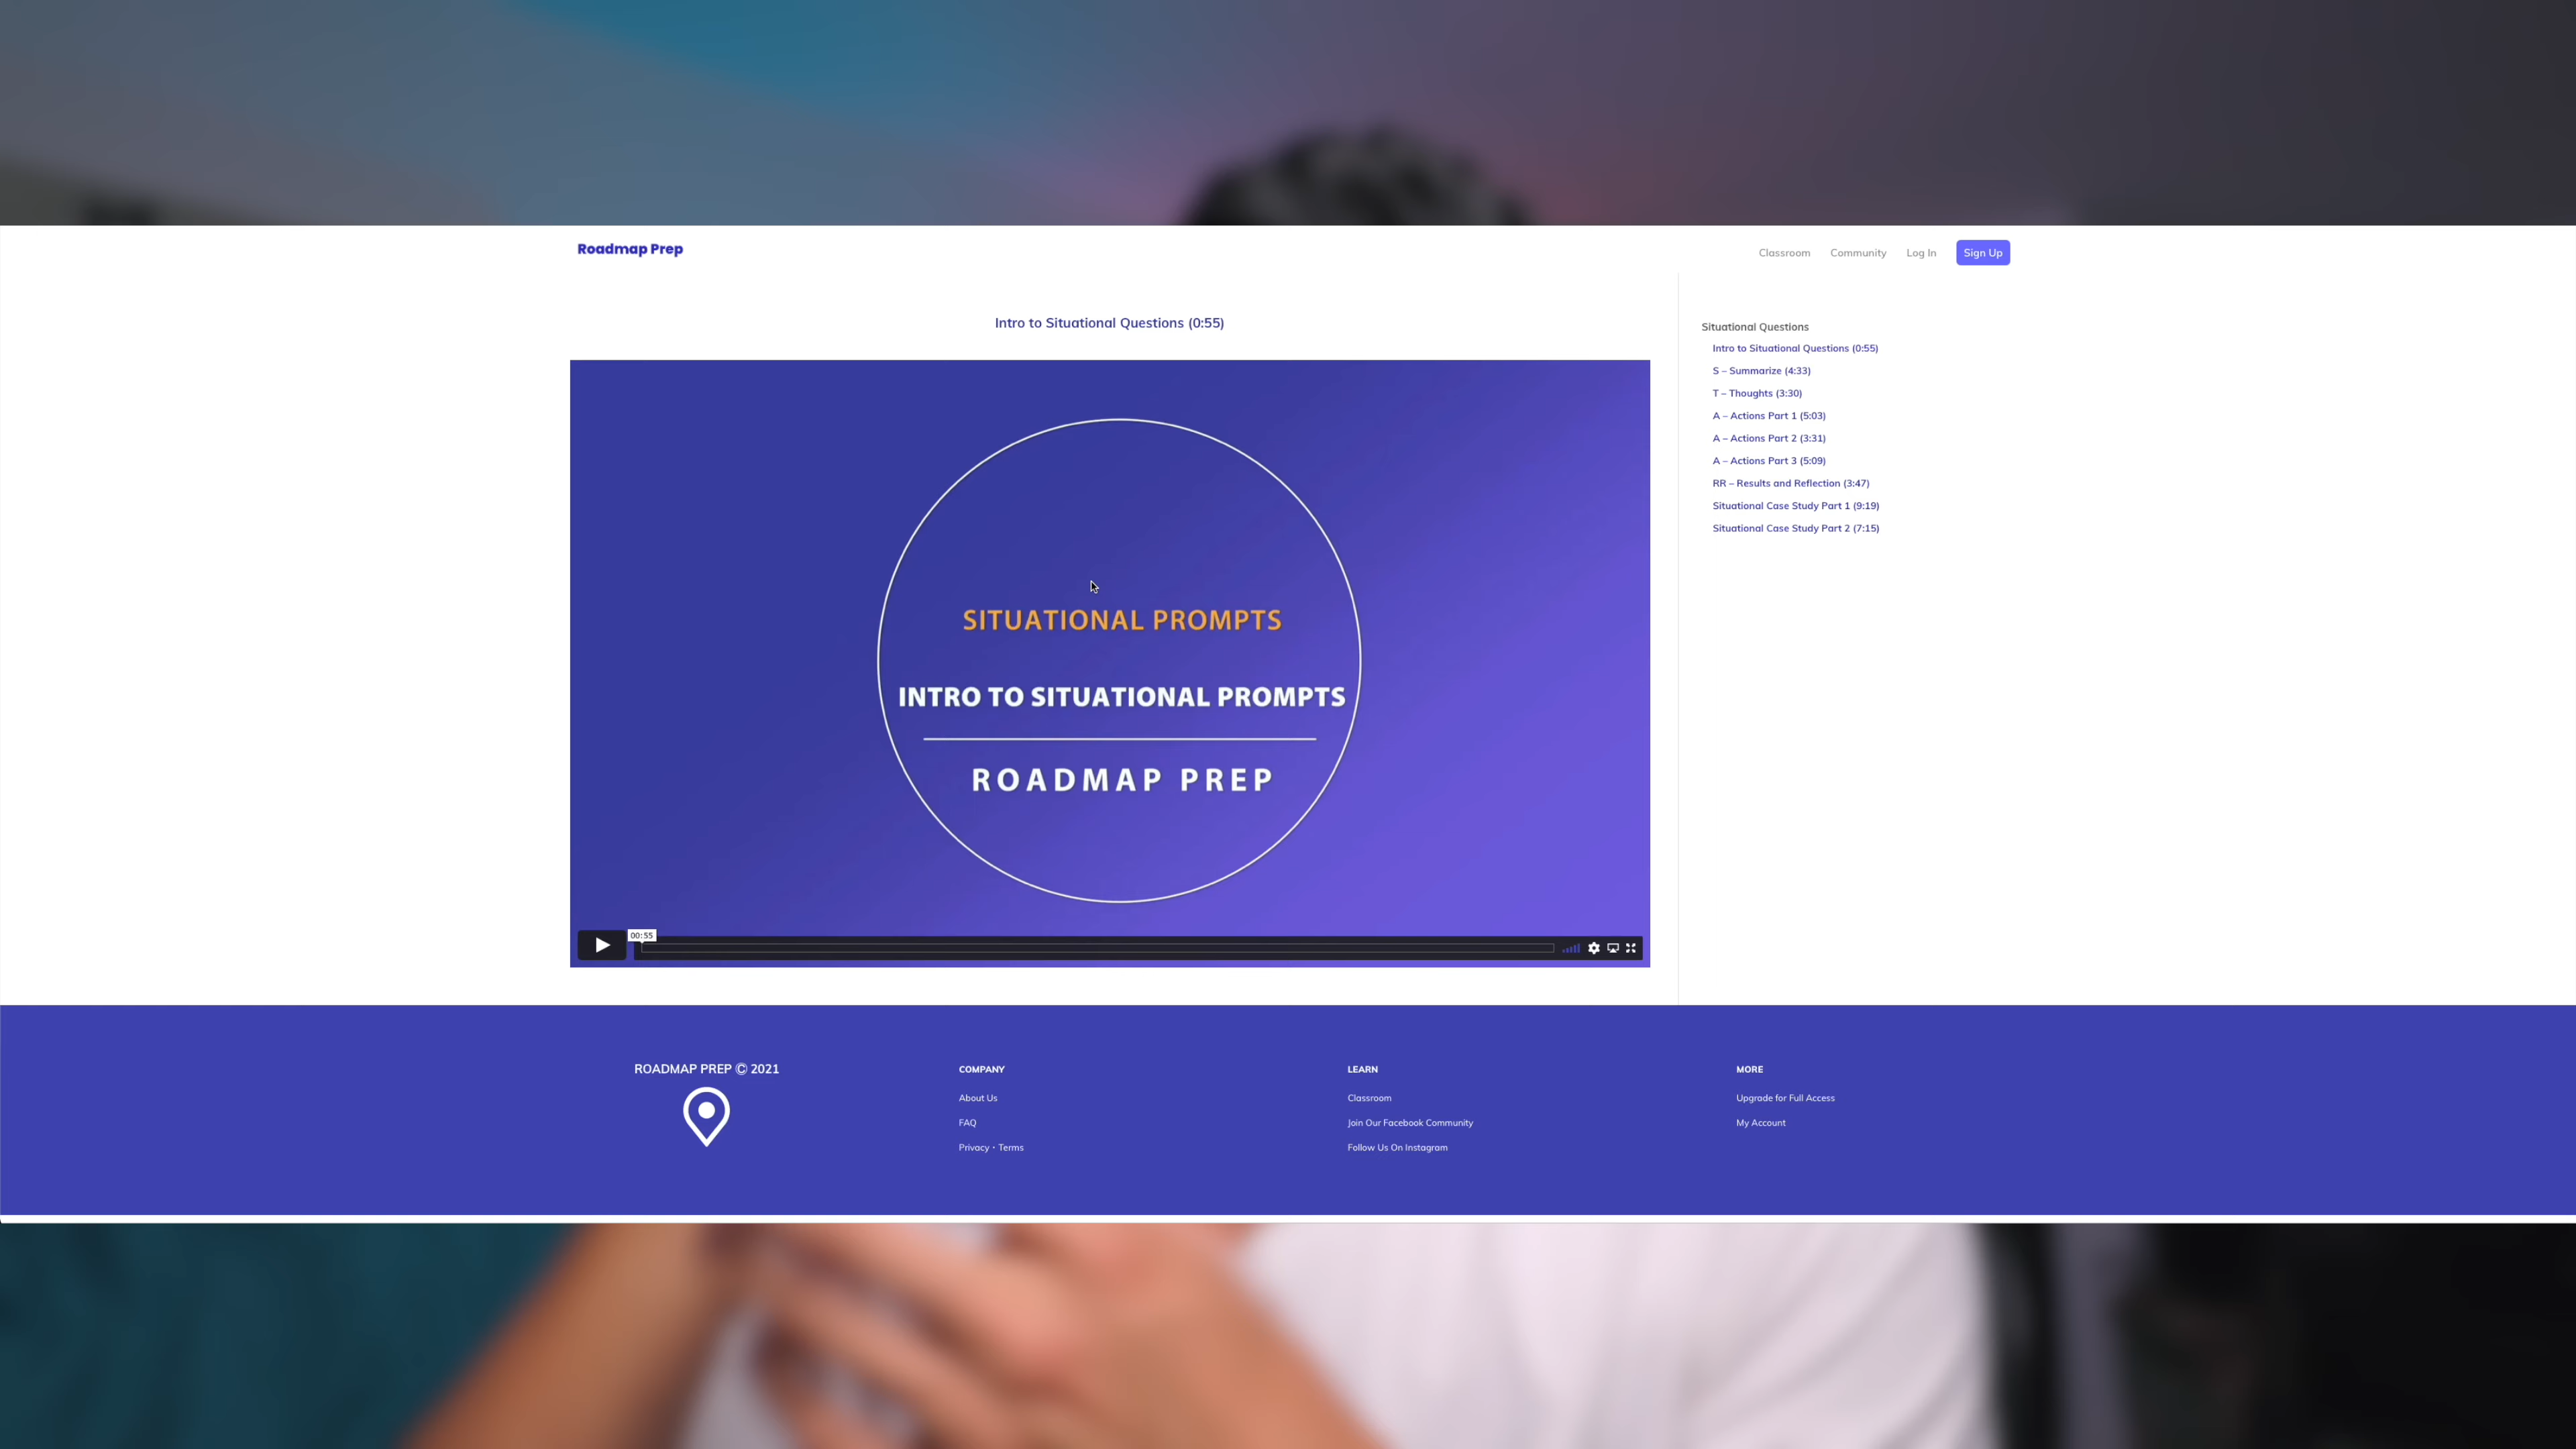 Roadmap Prep
Classroom
Community
Log In
Sign Up
Intro to Situational Questions (0:55)
SITUATIONAL PROMPTS
INTRO TO SITUATIONAL PROMPTS
ROADMAP PREP
00:55
Situational Questions
Intro to Situational Questions (0:55)
S – Summarize (4:33)
T – Thoughts (3:30)
A – Actions Part 1 (5:03)
A – Actions Part 2 (3:31)
A – Actions Part 3 (5:09)
RR – Results and Reflection (3:47)
Situational Case Study Part 1 (9:19)
Situational Case Study Part 2 (7:15)
ROADMAP PREP © 2021
COMPANY
About Us
FAQ
Privacy · Terms
LEARN
Classroom
Join Our Facebook Community
Follow Us On Instagram
MORE
Upgrade for Full Access
My Account